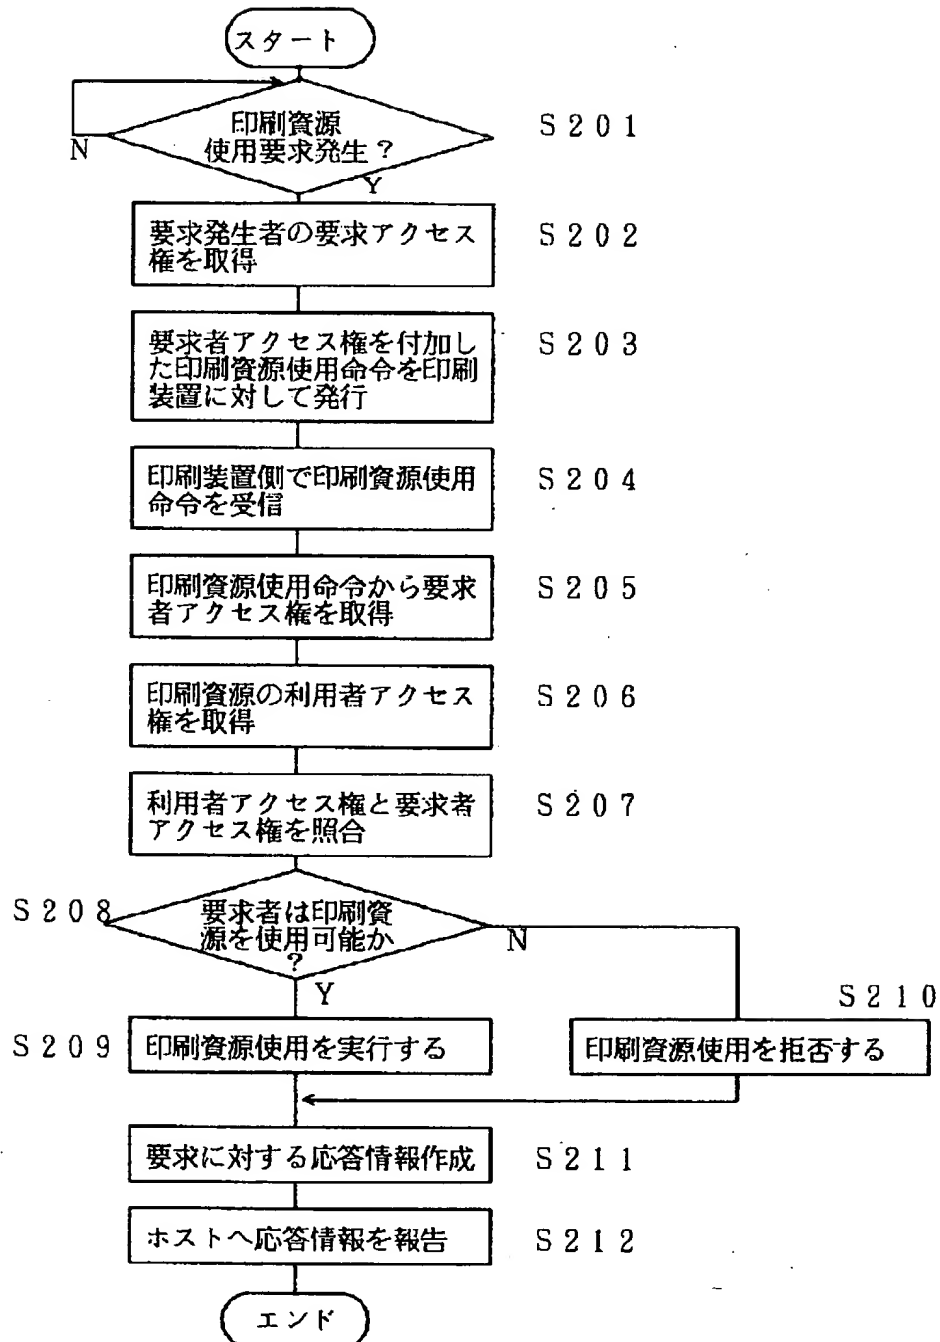 スタート
印刷資源
使用要求発生？
S201
N
Y
要求発生者の要求アクセス
権を取得
S202
要求者アクセス権を付加し
た印刷資源使用命令を印刷
装置に対して発行
S203
印刷装置側で印刷資源使用
命令を受信
S204
印刷資源使用命令から要求
者アクセス権を取得
S205
印刷資源の利用者アクセス
権を取得
S206
利用者アクセス権と要求者
アクセス権を照合
S207
S208
要求者は印刷資
源を使用可能か
？
N
Y
S210
S209
印刷資源使用を実行する
印刷資源使用を拒否する
要求に対する応答情報作成
S211
ホストへ応答情報を報告
S212
エンド